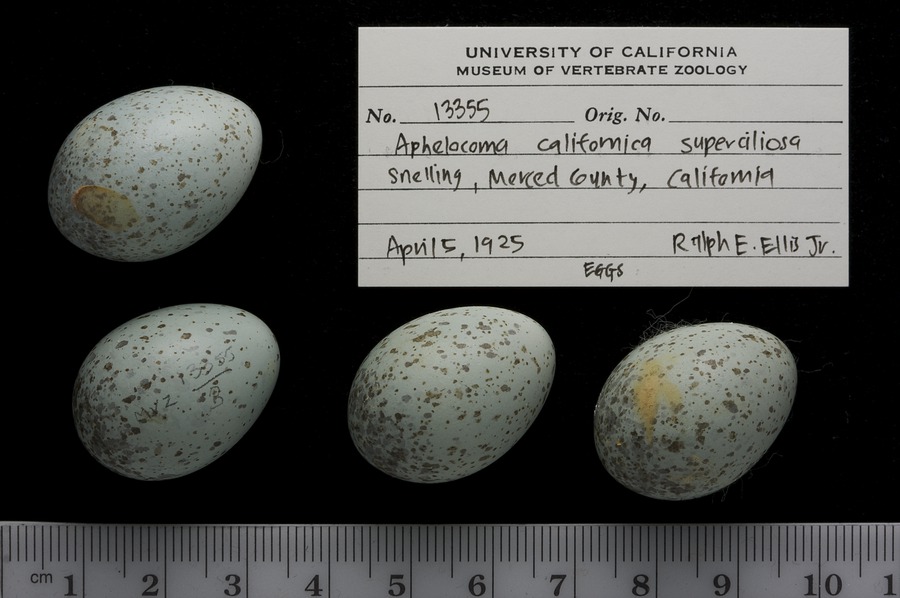 UNIVERSITY OF CALIFORNIA
MUSEUM OF VERTEBRATE ZOOLOGY
No. 13355 Orig. No.
Aphelocoma californica superciliosa
Snelling, Merced County, California
April 5, 1925 Ralph E. Ellis Jr.
EGGS
MVZ 13355
B
cm 1 2 3 4 5 6 7 8 9 10 1